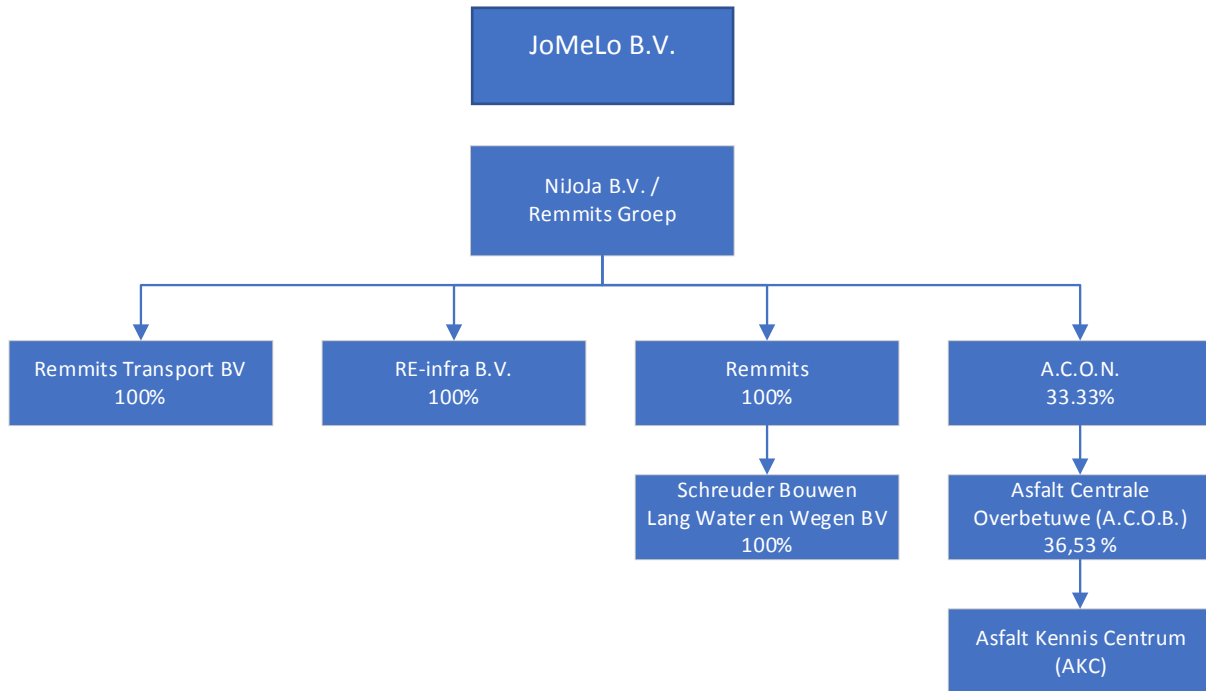 JoMeLo B.V.
NiJoJa B.V. /
Remmits Groep
Remmits Transport BV
100%
RE-infra B.V.
100%
Remmits
100%
A.C.O.N.
33.33%
Schreuder Bouwen
Lang Water en Wegen BV
100%
Asfalt Centrale
Overbetuwe (A.C.O.B.)
36,53 %
Asfalt Kennis Centrum
(AKC)